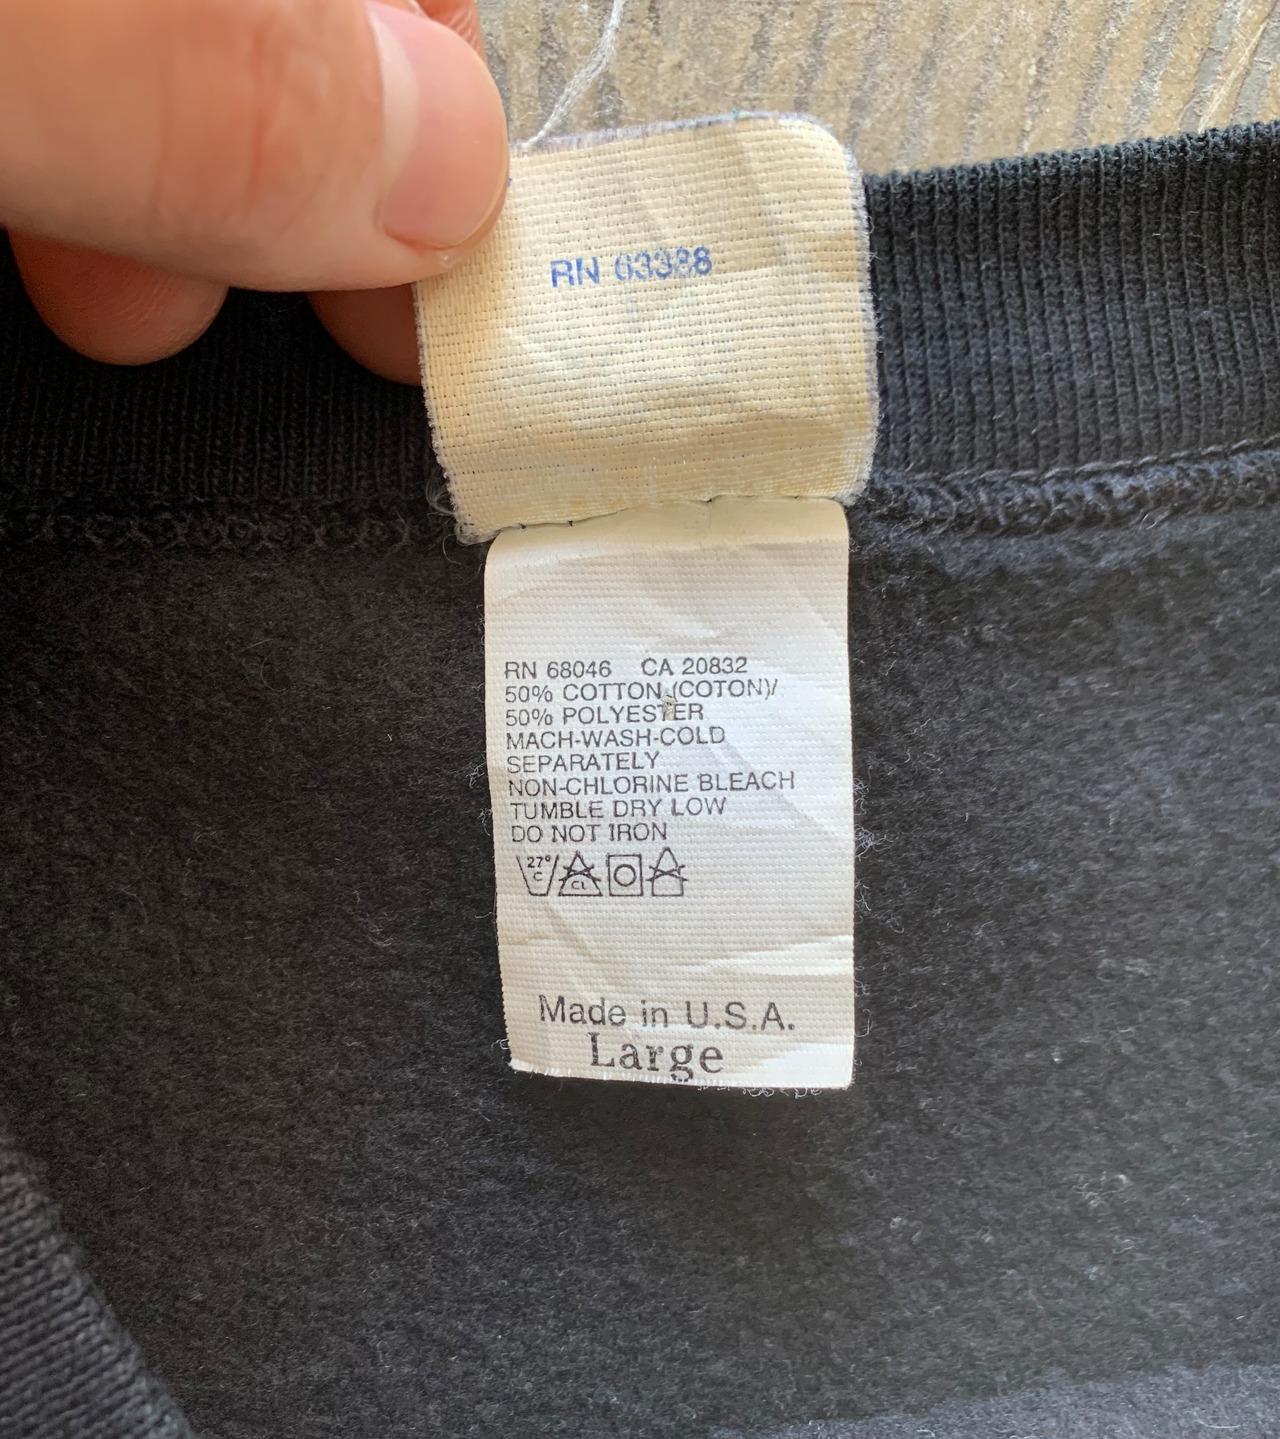 RN 63388
RN 68046 CA 20832
50% COTTON (COTON)/
50% POLYESTER
MACH-WASH-COLD
SEPARATELY
NON-CHLORINE BLEACH
TUMBLE DRY LOW
DO NOT IRON
27°
C
CL
Made in U.S.A.
Large